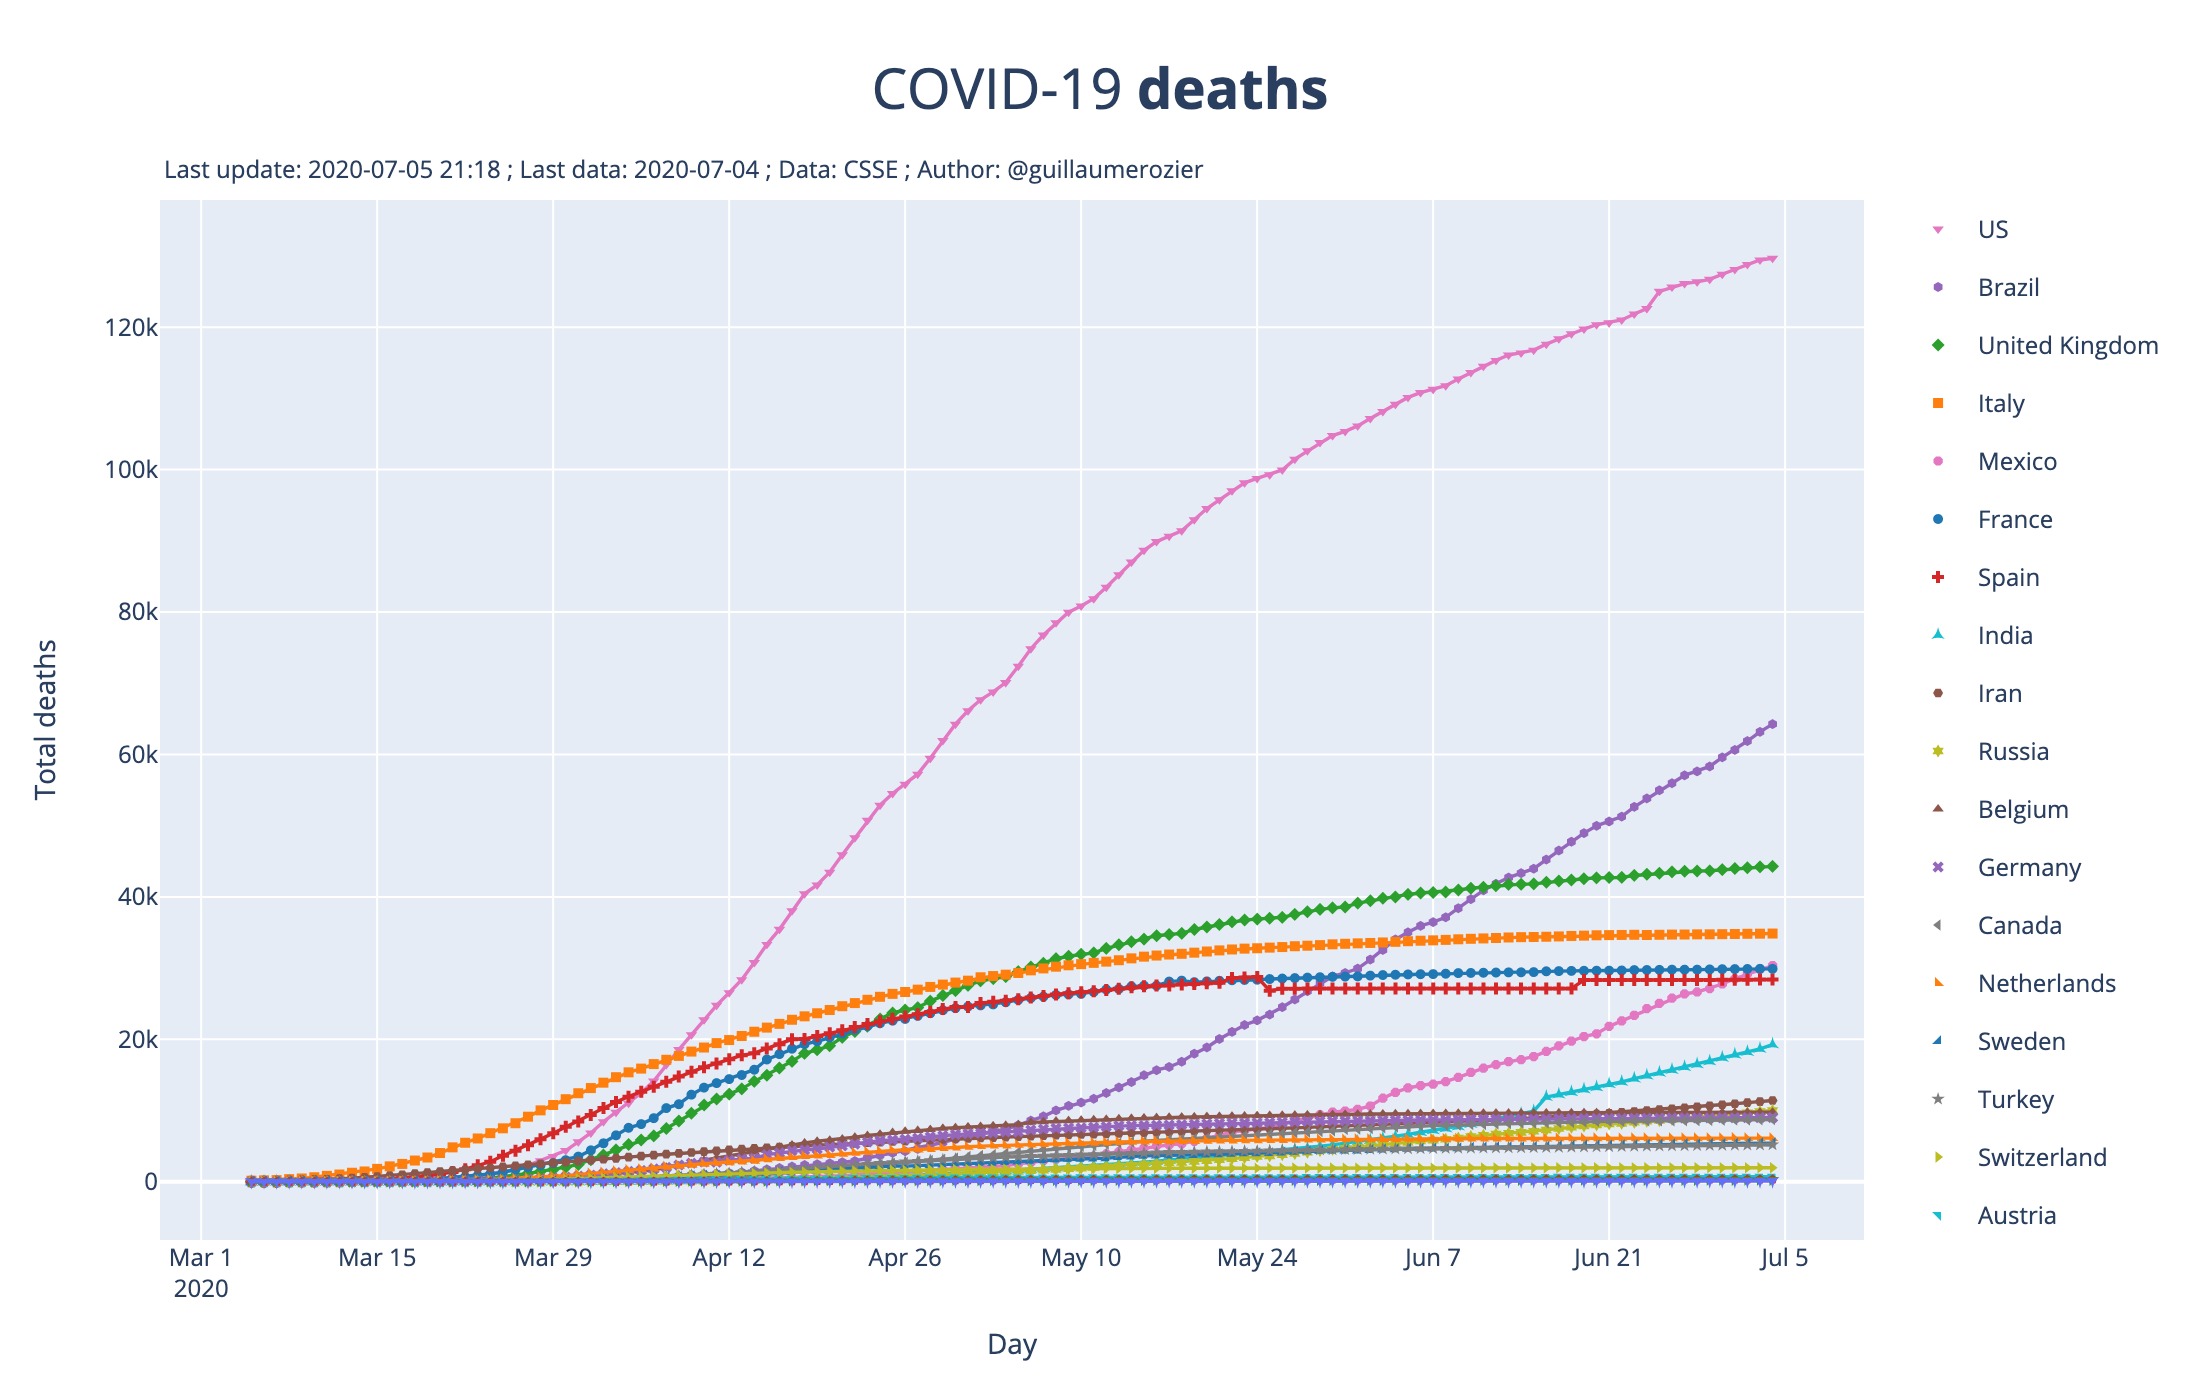 COVID-19 deaths
Last update: 2020-07-05 21:18 ; Last data: 2020-07-04 ; Data: CSSE ; Author: @guillaumerozier
Total deaths
120k
100k
80k
60k
40k
20k
0
Mar 1
2020
Mar 15
Mar 29
Apr 12
Apr 26
May 10
May 24
Jun 7
Jun 21
Jul 5
Day
US
Brazil
United Kingdom
Italy
Mexico
France
Spain
India
Iran
Russia
Belgium
Germany
Canada
Netherlands
Sweden
Turkey
Switzerland
Austria